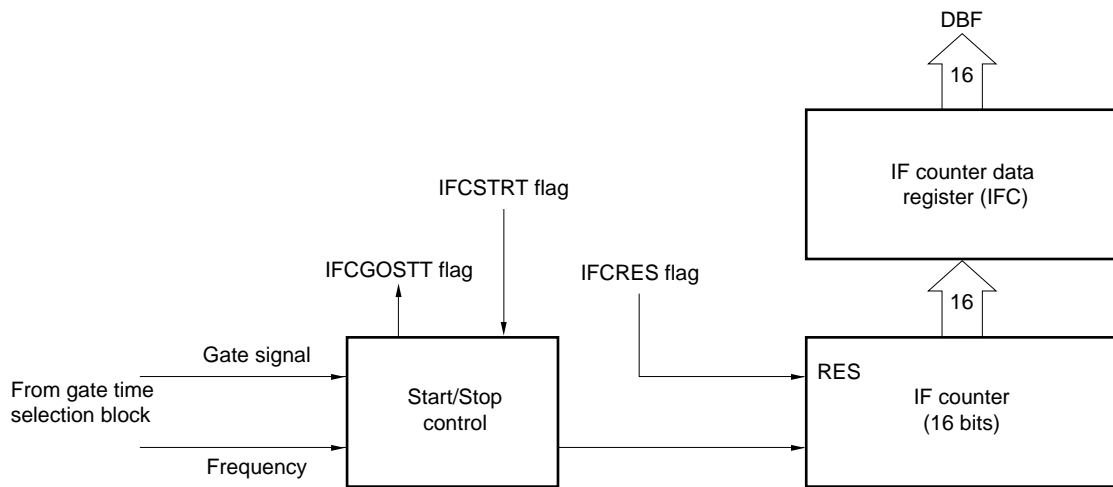 DBF
16
IF counter data
register (IFC)
IFCSTRT flag
IFCGOSTT flag
IFCRES flag
16
Gate signal
From gate time
selection block
Frequency
Start/Stop
control
RES
IF counter
(16 bits)